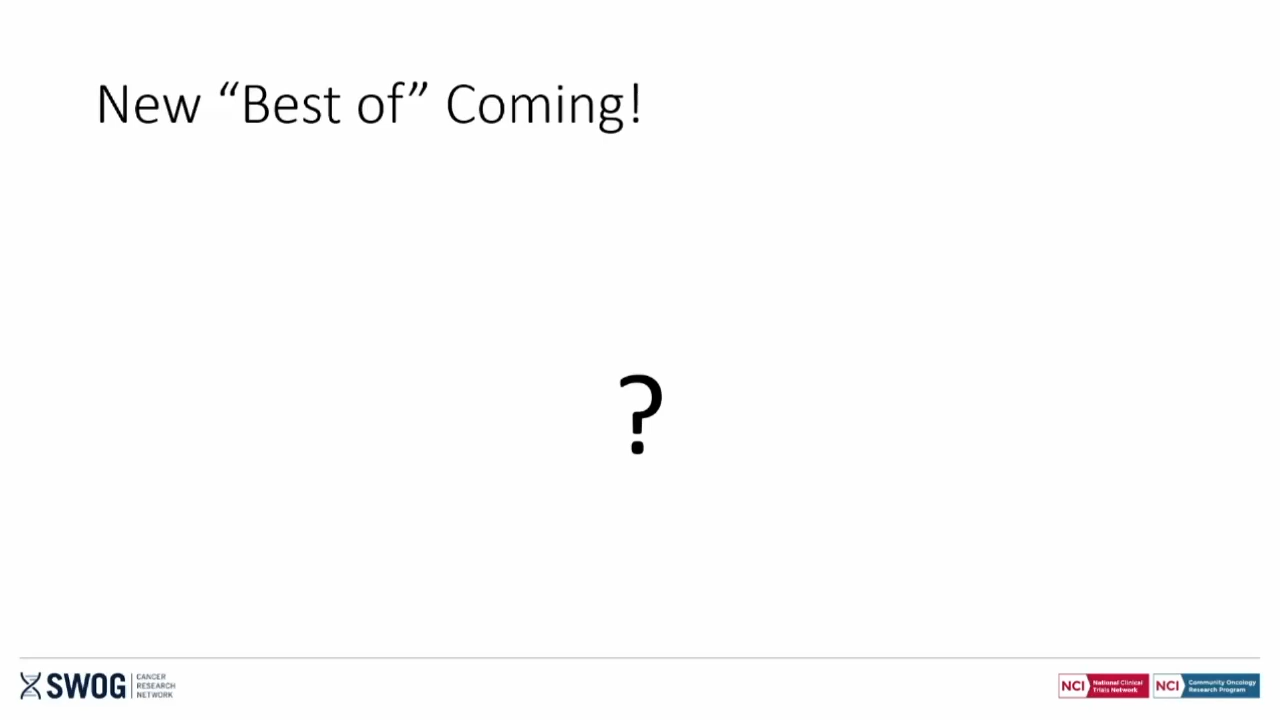 New “Best of” Coming!
?
SWOG
CANCER
RESEARCH
NETWORK
NCI National Clinical
Trials Network
NCI Community Oncology
Research Program